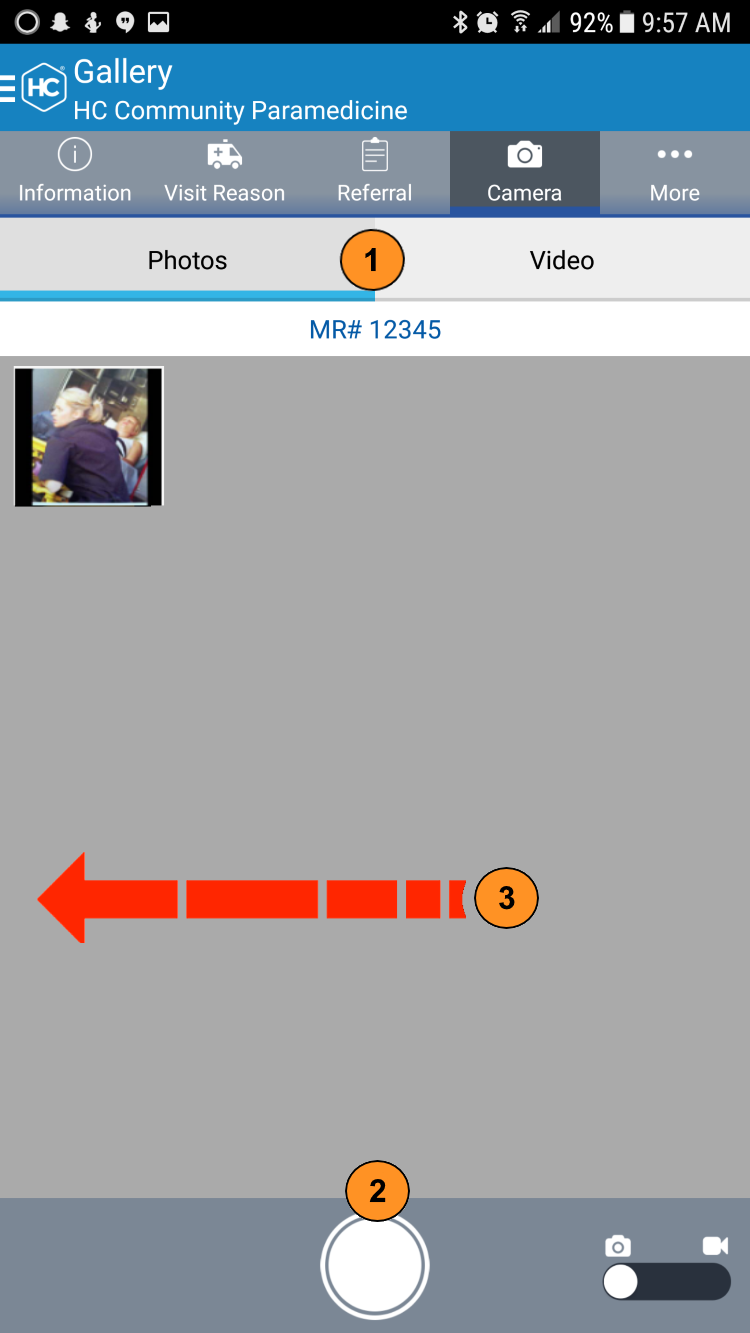 92% 9:57 AM
HC
Gallery
HC Community Paramedicine
Information Visit Reason Referral Camera More
Photos 1 Video
MR# 12345
3
2